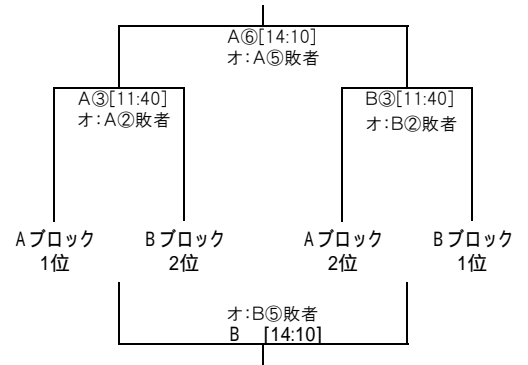 A⑥[14:10]
オ:A⑤敗者
A③[11:40]
オ:A②敗者
B③[11:40]
オ:B②敗者
Aブロック
1位
Bブロック
2位
Aブロック
2位
Bブロック
1位
オ:B⑤敗者
B [14:10]